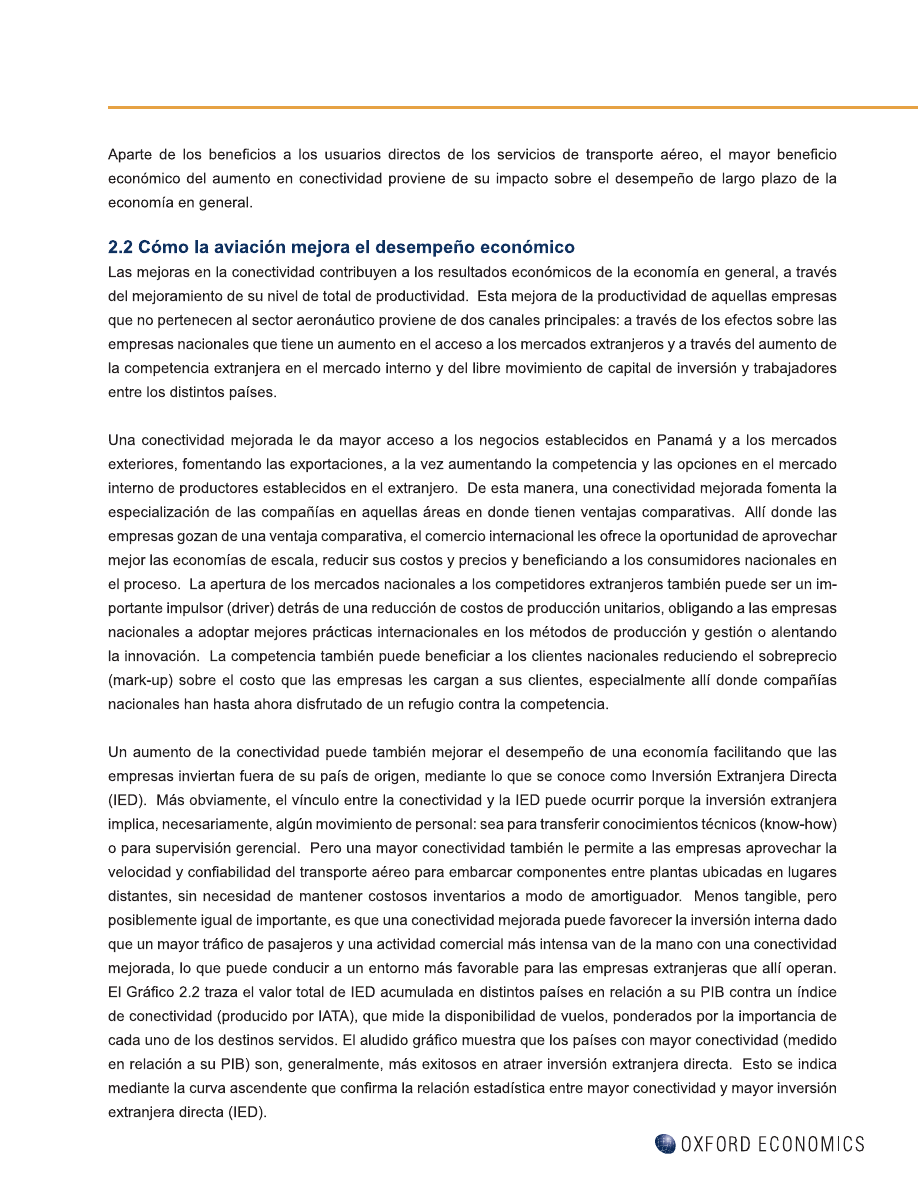 Aparte de los beneficios a los usuarios directos de los servicios de transporte aéreo, el mayor beneficio
económico del aumento en conectividad proviene de su impacto sobre el desempeño de largo plazo de la
economía en general.
2.2 Cómo la aviación mejora el desempeño económico
Las mejoras en la conectividad contribuyen a los resultados económicos de la economía en general, a través
del mejoramiento de su nivel de total de productividad.  Esta mejora de la productividad de aquellas empresas
que no pertenecen al sector aeronáutico proviene de dos canales principales: a través de los efectos sobre las
empresas nacionales que tiene un aumento en el acceso a los mercados extranjeros y a través del aumento de
la competencia extranjera en el mercado interno y del libre movimiento de capital de inversión y trabajadores
entre los distintos países.
Una conectividad mejorada le da mayor acceso a los negocios establecidos en Panamá y a los mercados
exteriores, fomentando las exportaciones, a la vez aumentando la competencia y las opciones en el mercado
interno de productores establecidos en el extranjero.  De esta manera, una conectividad mejorada fomenta la
especialización de las compañías en aquellas áreas en donde tienen ventajas comparativas.  Allí donde las
empresas gozan de una ventaja comparativa, el comercio internacional les ofrece la oportunidad de aprovechar
mejor las economías de escala, reducir sus costos y precios y beneficiando a los consumidores nacionales en
el proceso.  La apertura de los mercados nacionales a los competidores extranjeros también puede ser un im-
portante impulsor (driver) detrás de una reducción de costos de producción unitarios, obligando a las empresas
nacionales a adoptar mejores prácticas internacionales en los métodos de producción y gestión o alentando
la innovación.  La competencia también puede beneficiar a los clientes nacionales reduciendo el sobreprecio
(mark-up) sobre el costo que las empresas les cargan a sus clientes, especialmente allí donde compañías
nacionales han hasta ahora disfrutado de un refugio contra la competencia.
Un aumento de la conectividad puede también mejorar el desempeño de una economía facilitando que las
empresas inviertan fuera de su país de origen, mediante lo que se conoce como Inversión Extranjera Directa
(IED).  Más obviamente, el vínculo entre la conectividad y la IED puede ocurrir porque la inversión extranjera
implica, necesariamente, algún movimiento de personal: sea para transferir conocimientos técnicos (know-how)
o para supervisión gerencial.  Pero una mayor conectividad también le permite a las empresas aprovechar la
velocidad y confiabilidad del transporte aéreo para embarcar componentes entre plantas ubicadas en lugares
distantes, sin necesidad de mantener costosos inventarios a modo de amortiguador.  Menos tangible, pero
posiblemente igual de importante, es que una conectividad mejorada puede favorecer la inversión interna dado
que un mayor tráfico de pasajeros y una actividad comercial más intensa van de la mano con una conectividad
mejorada, lo que puede conducir a un entorno más favorable para las empresas extranjeras que allí operan.
El Gráfico 2.2 traza el valor total de IED acumulada en distintos países en relación a su PIB contra un índice
de conectividad (producido por IATA), que mide la disponibilidad de vuelos, ponderados por la importancia de
cada uno de los destinos servidos. El aludido gráfico muestra que los países con mayor conectividad (medido
en relación a su PIB) son, generalmente, más exitosos en atraer inversión extranjera directa.  Esto se indica
mediante la curva ascendente que confirma la relación estadística entre mayor conectividad y mayor inversión
extranjera directa (IED).
OXFORD ECONOMICS